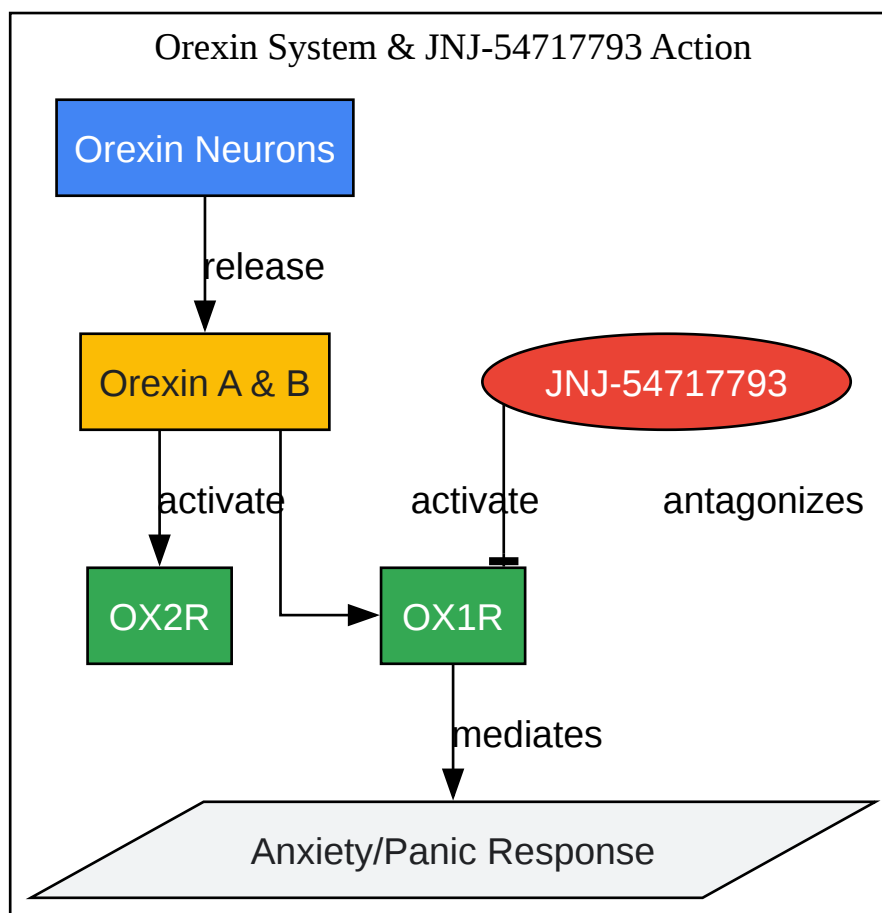 Orexin System & JNJ-54717793 Action
Orexin Neurons
release
Orexin A & B
JNJ-54717793
activate
activate
antagonizes
OX2R
OX1R
mediates
Anxiety/Panic Response